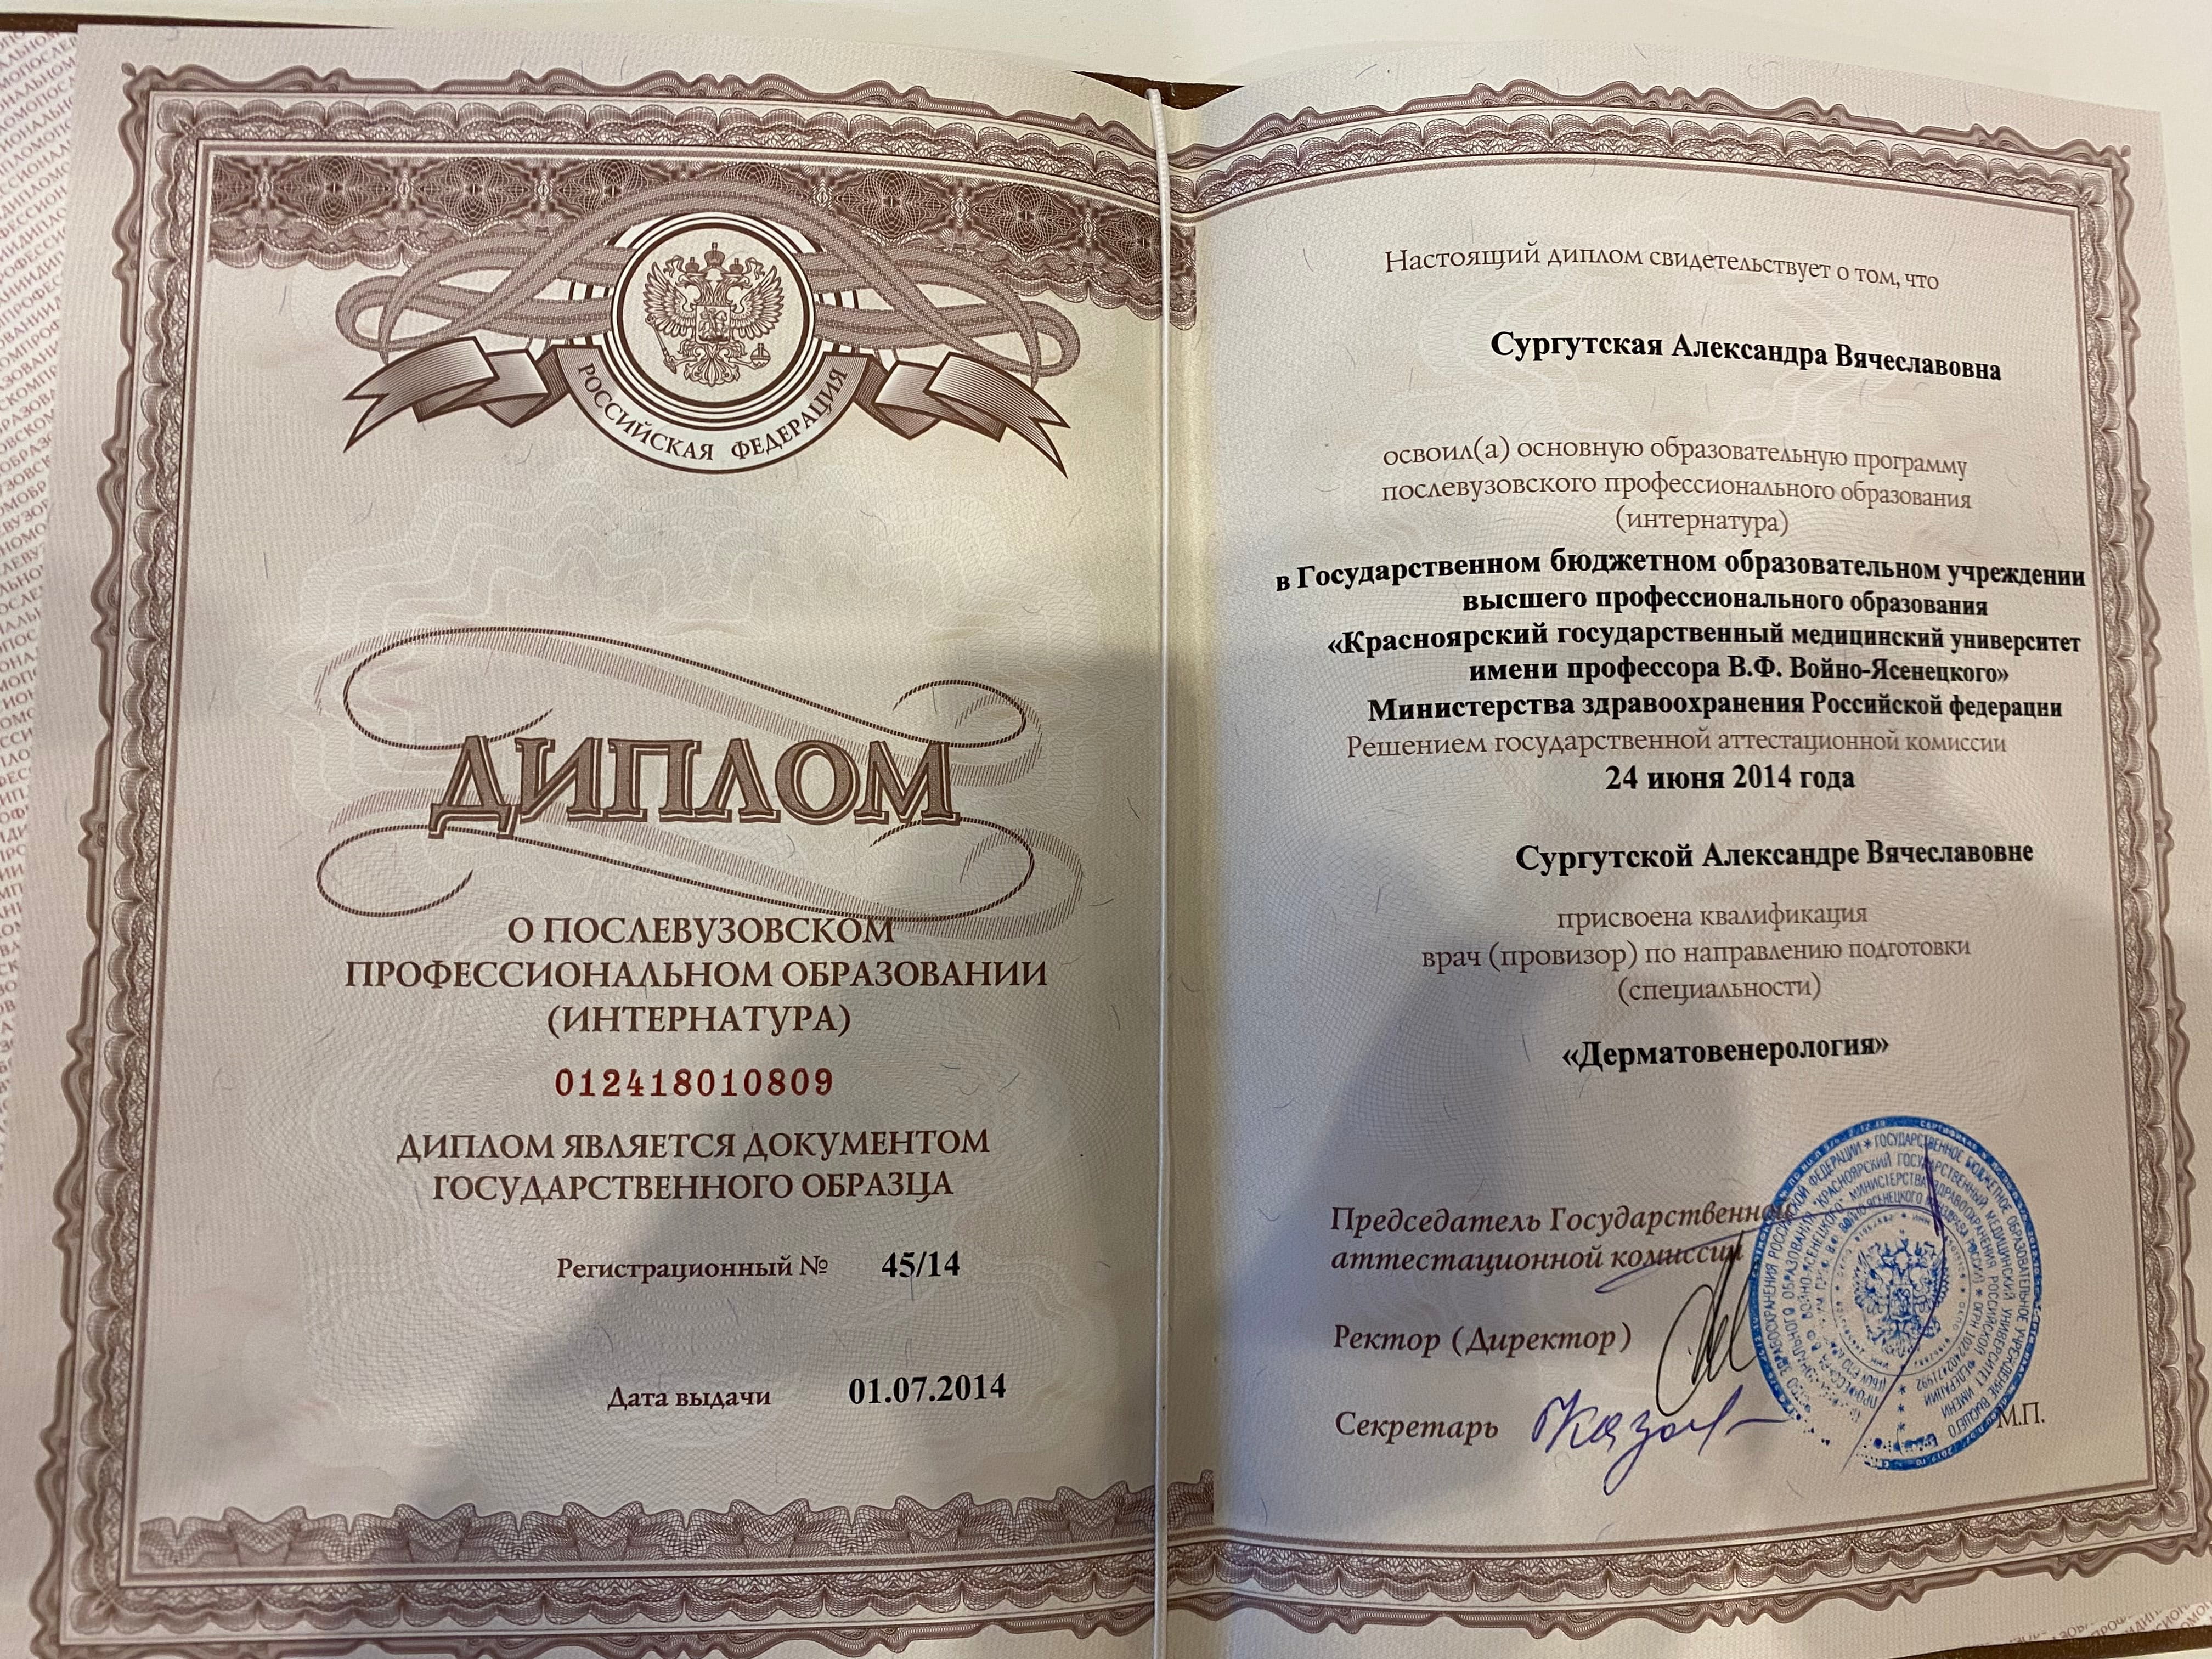 РОССИЙСКАЯ ФЕДЕРАЦИЯ
ДИПЛОМ
О ПОСЛЕВУЗОВСКОМ
ПРОФЕССИОНАЛЬНОМ ОБРАЗОВАНИИ
(ИНТЕРНАТУРА)
012418010809
ДИПЛОМ ЯВЛЯЕТСЯ ДОКУМЕНТОМ
ГОСУДАРСТВЕННОГО ОБРАЗЦА
Регистрационный № 45/14
Дата выдачи 01.07.2014
Настоящий диплом свидетельствует о том, что
Сургутская Александра Вячеславовна
освоил(а) основную образовательную программу
послевузовского профессионального образования
(интернатура)
в Государственном бюджетном образовательном учреждении
высшего профессионального образования
«Красноярский государственный медицинский университет
имени профессора В.Ф. Войно-Ясенецкого»
Министерства здравоохранения Российской федерации
Решением государственной аттестационной комиссии
24 июня 2014 года
Сургутской Александре Вячеславовне
присвоена квалификация
врач (провизор) по направлению подготовки
(специальности)
«Дерматовенерология»
Председатель Государственной
аттестационной комиссии
Ректор (Директор)
Секретарь
М.П.